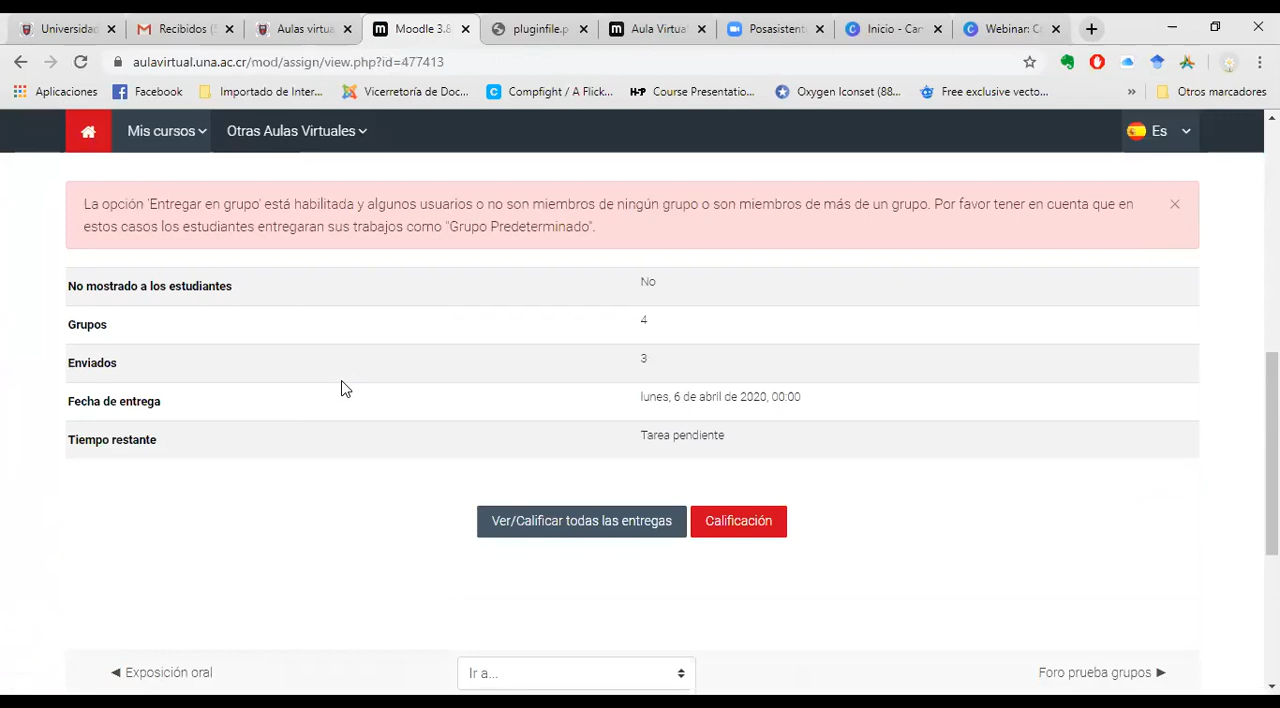 Universidad
Recibidos (
Aulas virtua
Moodle 3.8
pluginfile.p
Aula Virtua
Posasistent
Inicio - Can
Webinar: C
aulavirtual.una.ac.cr/mod/assign/view.php?id=477413
Aplicaciones
Facebook
Importado de Inter...
Vicerretoría de Doc...
Compfight / A Flick...
H-P Course Presentatio...
Oxygen Iconset (88...
Free exclusive vecto...
»
Otros marcadores
Mis cursos
Otras Aulas Virtuales
Es
La opción 'Entregar en grupo' está habilitada y algunos usuarios o no son miembros de ningún grupo o son miembros de más de un grupo. Por favor tener en cuenta que en
estos casos los estudiantes entregaran sus trabajos como "Grupo Predeterminado".
No mostrado a los estudiantes No
Grupos 4
Enviados 3
Fecha de entrega lunes, 6 de abril de 2020, 00:00
Tiempo restante Tarea pendiente
Ver/Calificar todas las entregas
Calificación
◀ Exposición oral
Ir a...
Foro prueba grupos ▶